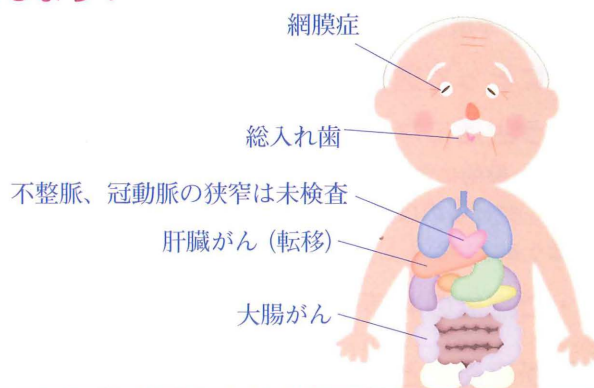 網膜症
総入れ歯
不整脈、冠動脈の狭窄は未検査
肝臓がん（転移）
大腸がん